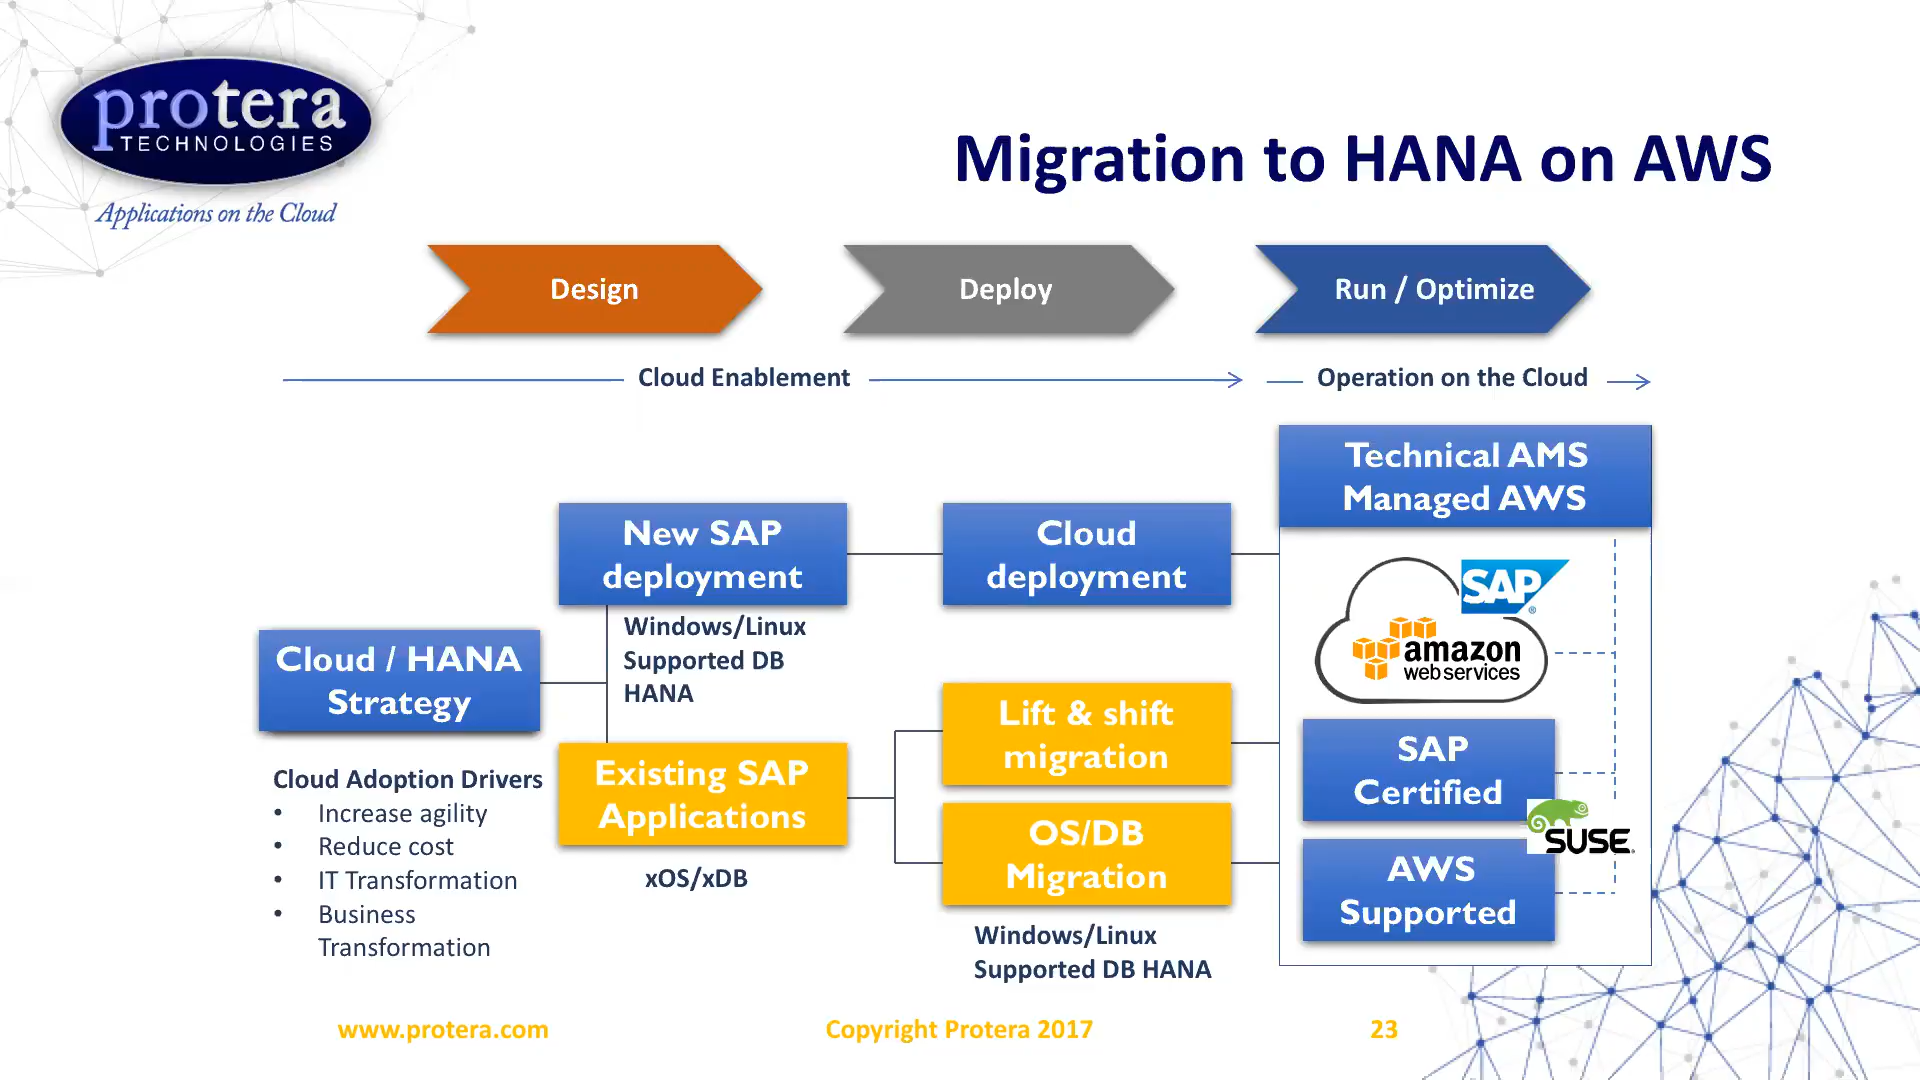 protera
TECHNOLOGIES
Applications on the Cloud
Migration to HANA on AWS
Design
Deploy
Run / Optimize
Cloud Enablement
Operation on the Cloud
Technical AMS
Managed AWS
New SAP
deployment
Cloud
deployment
SAP
®
amazon
web services
Windows/Linux
Supported DB
HANA
Cloud / HANA
Strategy
Lift & shift
migration
Existing SAP
Applications
SAP
Certified
Cloud Adoption Drivers
• Increase agility
• Reduce cost
• IT Transformation
• Business
Transformation
xOS/xDB
OS/DB
Migration
SUSE
AWS
Supported
Windows/Linux
Supported DB HANA
www.protera.com
Copyright Protera 2017
23